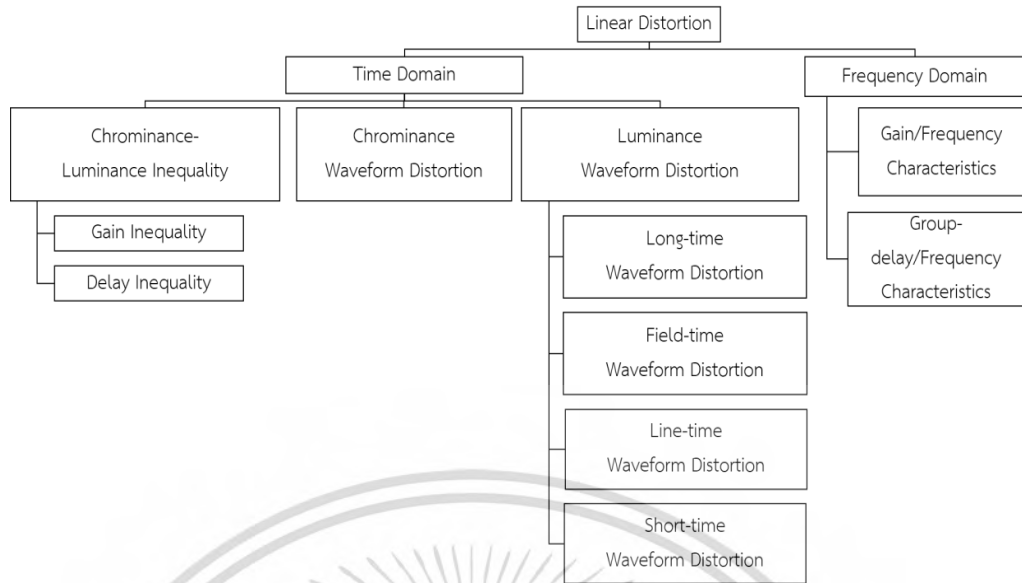 Linear Distortion
Time Domain
Frequency Domain
Chrominance-
Luminance Inequality
Gain Inequality
Delay Inequality
Chrominance
Waveform Distortion
Luminance
Waveform Distortion
Long-time
Waveform Distortion
Field-time
Waveform Distortion
Line-time
Waveform Distortion
Short-time
Waveform Distortion
Gain/Frequency
Characteristics
Group-
delay/Frequency
Characteristics